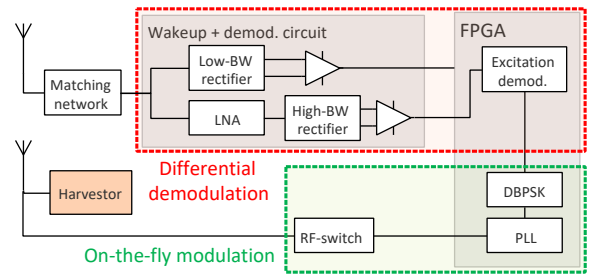 Wakeup + demod. circuit
FPGA
Low-BW
rectifier
Excitation
demod.
Matching
network
LNA
High-BW
rectifier
Differential
demodulation
Harvestor
DBPSK
On-the-fly modulation
RF-switch
PLL